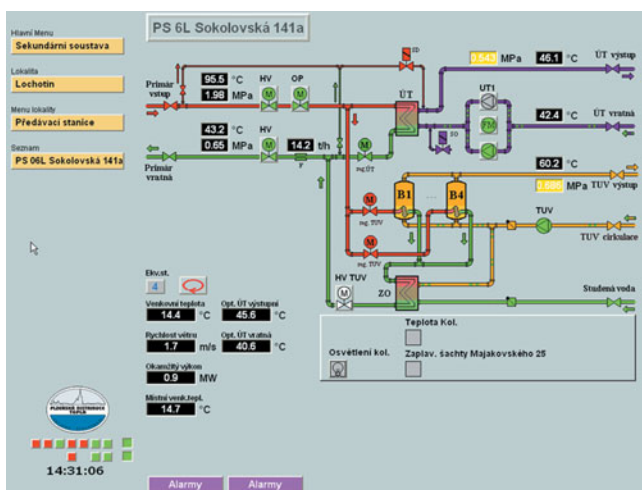 PS 6L Sokolovská 141a
Hlavní Menu
Sekundární soustava
Lokalita
Lochotín
Menu lokality
Předávací stanice
Seznam
PS 06L Sokolovská 141a
Primár
vstup
95.5 °C
1.98 MPa
HV
OP
SD
ÚT
0.543 MPa
46.1 °C
ÚT
výstup
UT1
43.2 °C
0.65 MPa
HV
14.2 t/h
F
reg.ÚT
SO
42.4 °C
ÚT
vratná
Primár
vratná
60.2 °C
MPa
TUV výstup
B1
B4
reg. TUV
reg. TUV
TUV
TUV cirkulace
HV TUV
ZO
Studená voda
Ekv.st.
4
Venkovní teplota
14.4 °C
Opt. ÚT výstupní
45.6 °C
Rychlost větru
1.7 m/s
Opt. ÚT vratná
40.5 °C
Okamžitý výkon
0.9 MW
Místní venk.tepl.
14.7 °C
Teplota Kol.
Osvětlení kol.
Zaplav. šachty Majakovského 25
PLZEŇSKÁ DISTRIBUCE
TEPLA
14:31:06
Alarmy
Alarmy